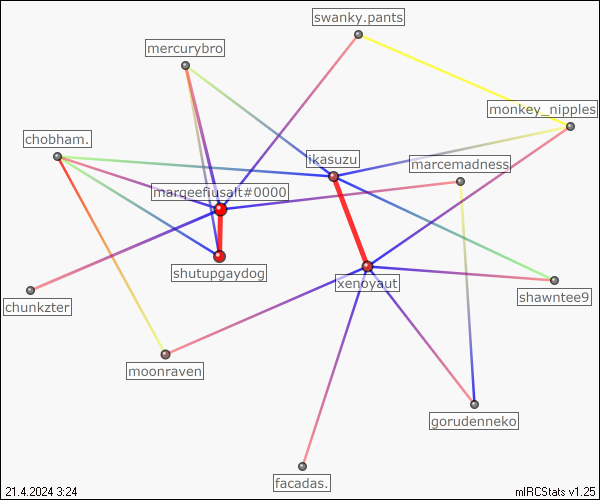 swanky.pants
mercurybro
monkey_nipples
chobham.
ikasuzu
marcemadness
marqeefiusalt#0000
shutupgaydog
xenoyaut
shawntee9
chunkzter
moonraven
gorudenneko
facadas.
21.4.2024 3:24
mIRCStats v1.25